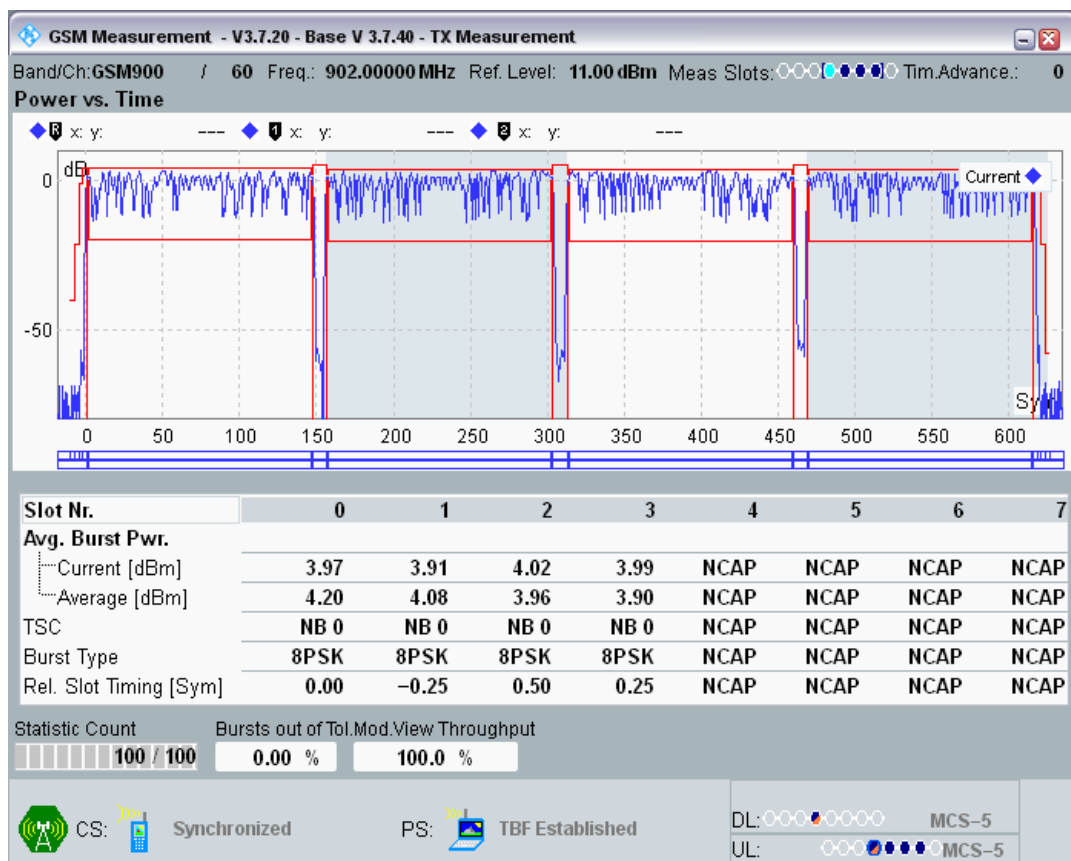 GSM Measurement - V3.7.20 - Base V 3.7.40 - TX Measurement
Band/Ch:GSM900 / 60 Freq.: 902.00000 MHz Ref. Level: 11.00 dBm Meas Slots: Tim.Advance.: 0
Power vs. Time
R x: y: --- 1 x: y: --- 2 x: y: ---
dB
Current
0
-50
0 50 100 150 200 250 300 350 400 450 500 550 600
Slot Nr. 0 1 2 3 4 5 6 7
Avg. Burst Pwr.
Current [dBm] 3.97 3.91 4.02 3.99 NCAP NCAP NCAP NCAP
Average [dBm] 4.20 4.08 3.96 3.90 NCAP NCAP NCAP NCAP
TSC NB 0 NB 0 NB 0 NB 0 NCAP NCAP NCAP NCAP
Burst Type 8PSK 8PSK 8PSK 8PSK NCAP NCAP NCAP NCAP
Rel. Slot Timing [Sym] 0.00 −0.25 0.50 0.25 NCAP NCAP NCAP NCAP
Statistic Count Bursts out of Tol.Mod.View Throughput
100 / 100 0.00 % 100.0 %
CS: Synchronized PS: TBF Established
DL: MCS−5
UL: MCS−5